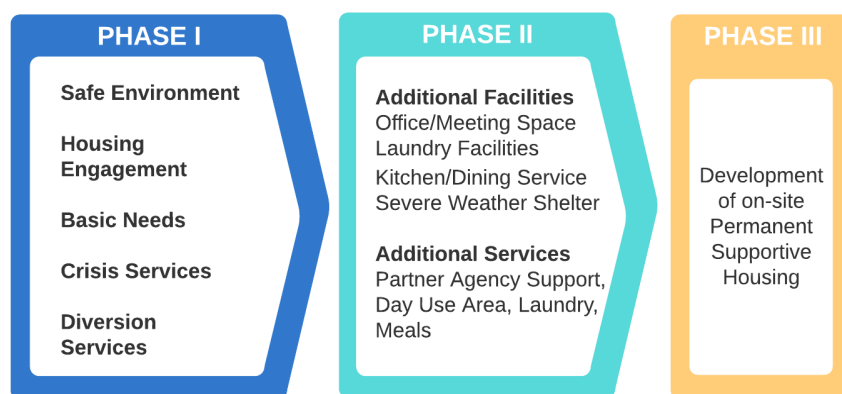 PHASE I
Safe Environment
Housing
Engagement
Basic Needs
Crisis Services
Diversion
Services
PHASE II
Additional Facilities
Office/Meeting Space
Laundry Facilities
Kitchen/Dining Service
Severe Weather Shelter
Additional Services
Partner Agency Support,
Day Use Area, Laundry,
Meals
PHASE III
Development
of on-site
Permanent
Supportive
Housing